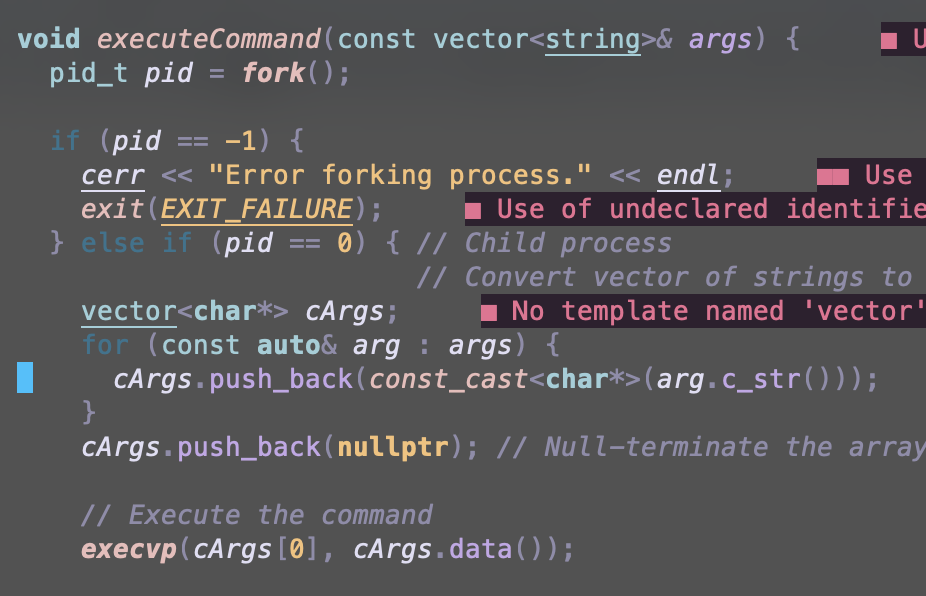 void executeCommand(const vector<string>& args) { ■ U
pid_t pid = fork();
if (pid == -1) {
cerr << "Error forking process." << endl; ■■ Use
exit(EXIT_FAILURE); ■ Use of undeclared identifie
} else if (pid == 0) { // Child process
// Convert vector of strings to
vector<char*> cArgs; ■ No template named 'vector'
for (const auto& arg : args) {
cArgs.push_back(const_cast<char*>(arg.c_str()));
}
cArgs.push_back(nullptr); // Null-terminate the array
// Execute the command
execvp(cArgs[0], cArgs.data());